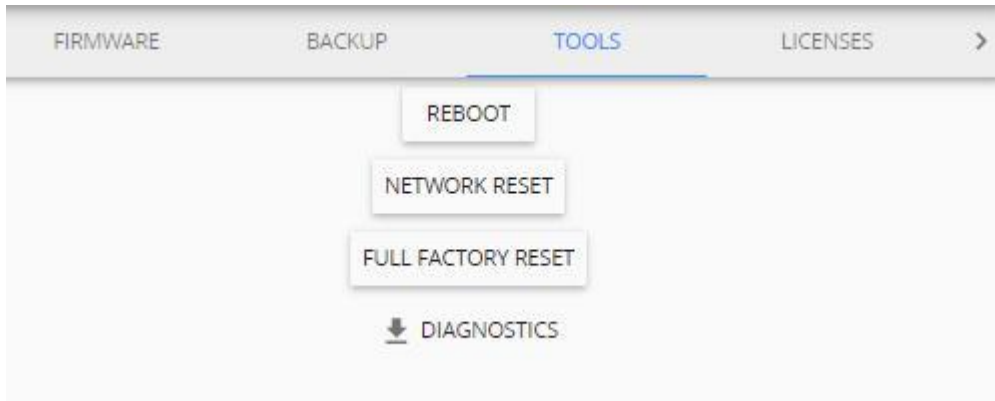 FIRMWARE BACKUP TOOLS LICENSES
REBOOT
NETWORK RESET
FULL FACTORY RESET
DIAGNOSTICS